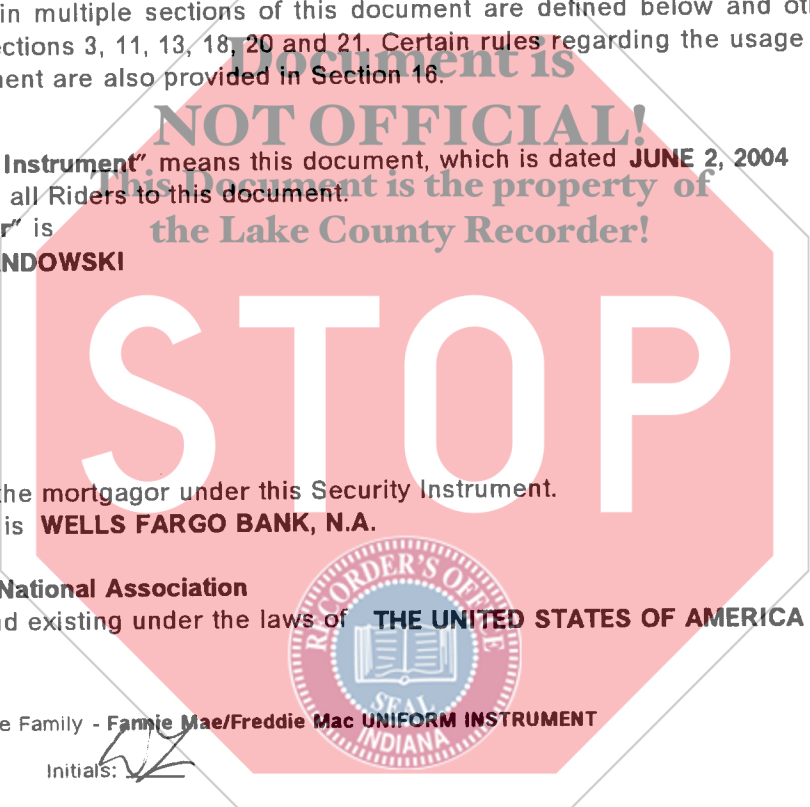 in multiple sections of this document are defined below and
ctions 3, 11, 13, 18, 20 and 21. Certain rules regarding the usage
ent are also provided in Section 16.
Document is
NOT OFFICIAL!
Instrument” means this document, which is dated JUNE 2, 2004
This Document is the property of
all Riders to this document.
r” is
the Lake County Recorder!
NDOWSKI
STOP
the mortgagor under this Security Instrument.
is WELLS FARGO BANK, N.A.
National Association
d existing under the laws of THE UNITED STATES OF AMERICA
RECORDER'S OFFICE
SEAL
INDIANA
e Family - Fannie Mae/Freddie Mac UNIFORM INSTRUMENT
Initials: